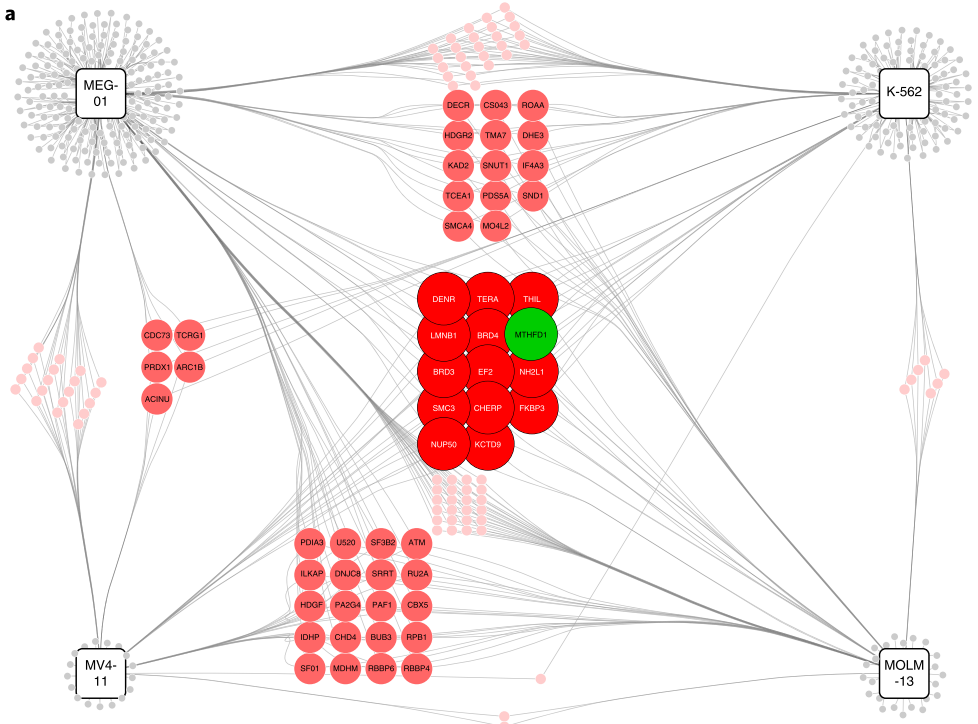 a
MEG-
01
K-562
DECR CS043 ROAA
HDGR2 TMA7 DHE3
KAD2 SNUT1 IF4A3
TCEA1 PDS5A SND1
SMCA4 MO4L2
DENR TERA THIL
LMNB1 BRD4 MTHFD1
BRD3 EF2 NH2L1
SMC3 CHERP FKBP3
NUP50 KCTD9
CDC73 TCRG1
PRDX1 ARC1B
ACINU
PDIA3 U520 SF3B2 ATM
ILKAP DNJC8 SRRT RU2A
HDGF PA2G4 PAF1 CBX5
IDHP CHD4 BUB3 RPB1
SF01 MDHM RBBP6 RBBP4
MV4-
11
MOLM
-13